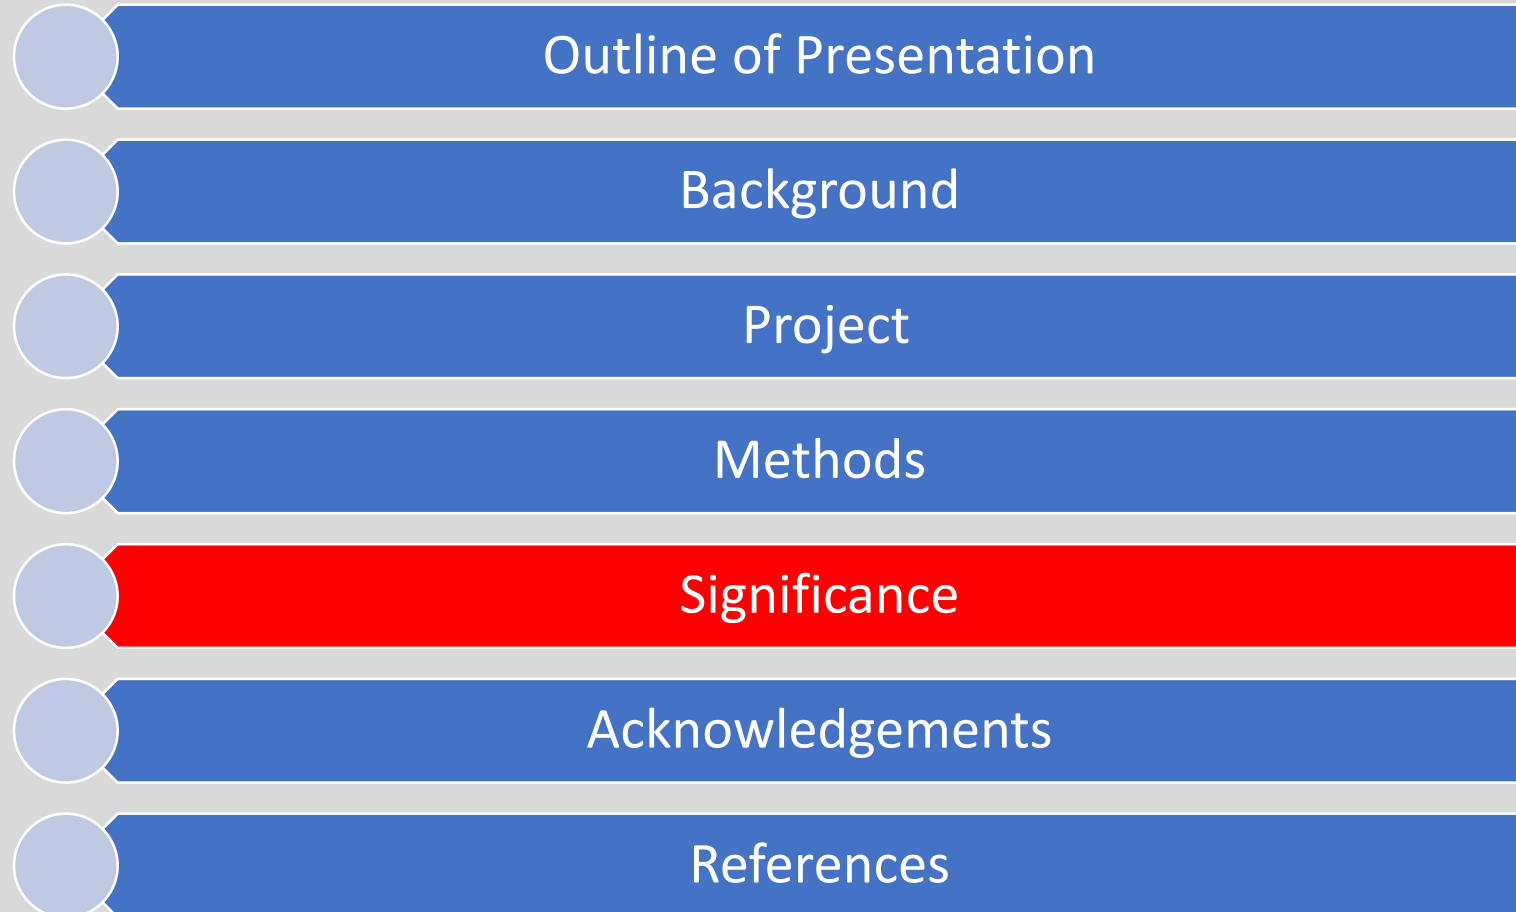 Outline of Presentation
Background
Project
Methods
Significance
Acknowledgements
References